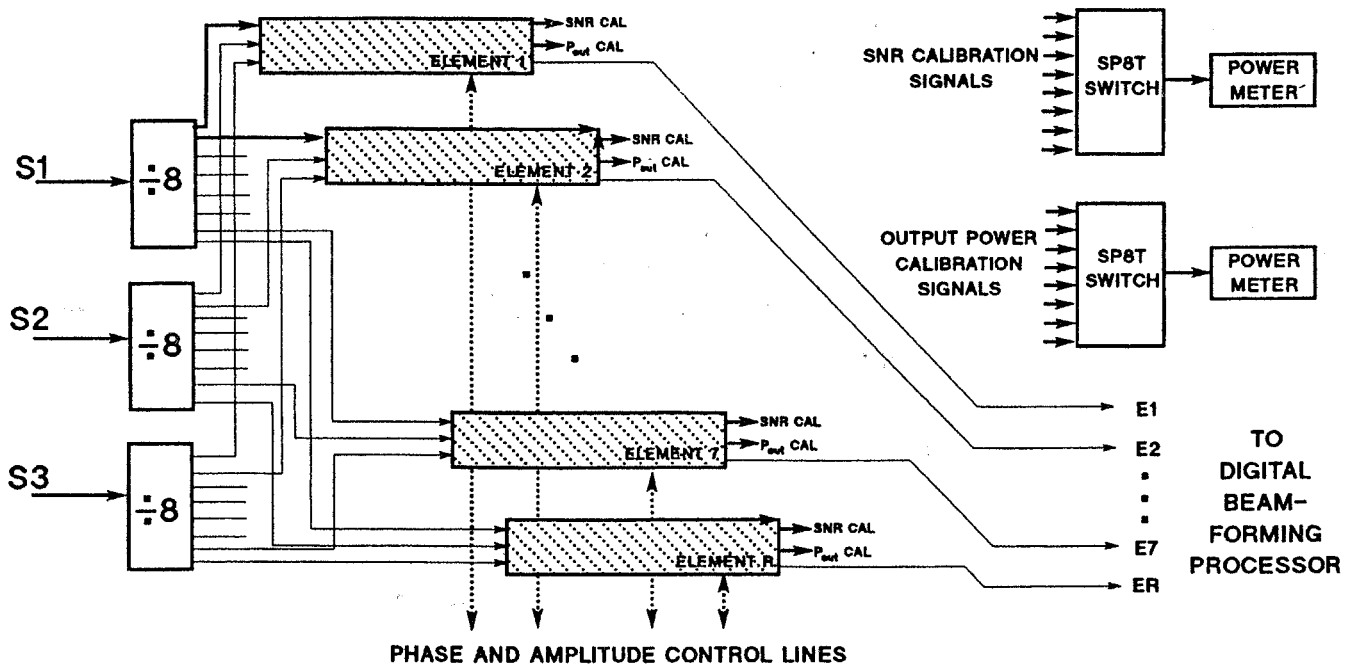 SNR CAL
Pout CAL
ELEMENT 1
SNR CALIBRATION
SIGNALS
SP8T
SWITCH
POWER
METER
S1
÷8
SNR CAL
Pout CAL
ELEMENT 2
OUTPUT POWER
CALIBRATION
SIGNALS
SP8T
SWITCH
POWER
METER
S2
÷8
SNR CAL
Pout CAL
ELEMENT 7
S3
÷8
SNR CAL
Pout CAL
ELEMENT R
E1
E2
E7
ER
TO
DIGITAL
BEAM-
FORMING
PROCESSOR
PHASE AND AMPLITUDE CONTROL LINES